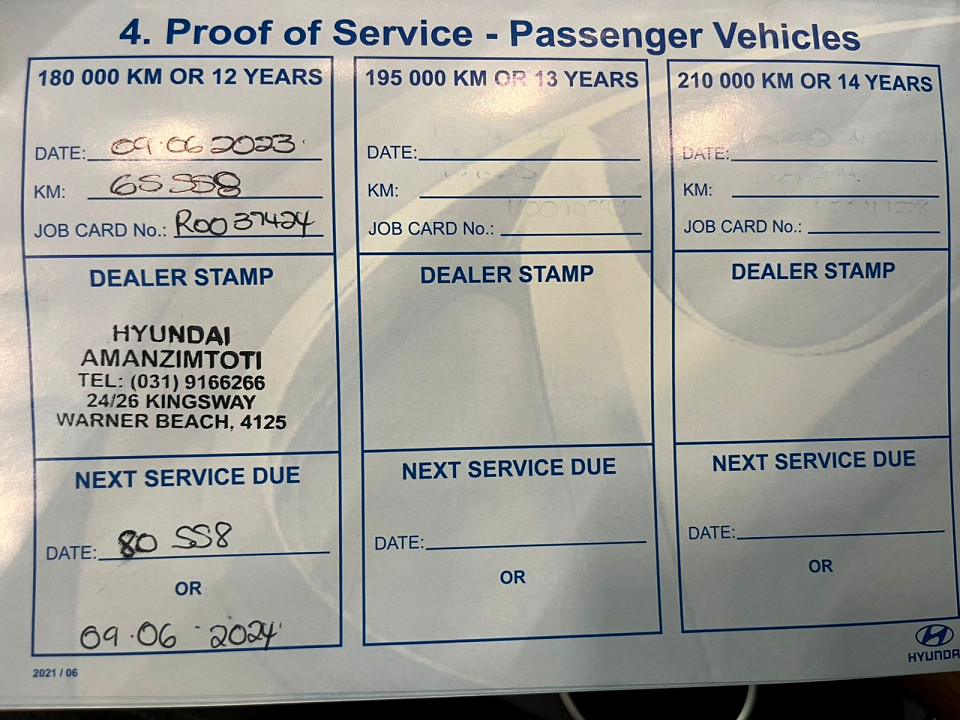 4. Proof of Service - Passenger Vehicles
180 000 KM OR 12 YEARS
DATE: 09.06 2023.
KM: 65 558
JOB CARD No.: R0037424
DEALER STAMP
HYUNDAI
AMANZIMTOTI
TEL: (031) 9166266
24/26 KINGSWAY
WARNER BEACH, 4125
NEXT SERVICE DUE
DATE: 80 558
OR
09.06 2024
195 000 KM OR 13 YEARS
DATE:
KM:
JOB CARD No.:
DEALER STAMP
NEXT SERVICE DUE
DATE:
OR
210 000 KM OR 14 YEARS
DATE:
KM:
JOB CARD No.:
DEALER STAMP
NEXT SERVICE DUE
DATE:
OR
2021 / 06
HYUNDAI